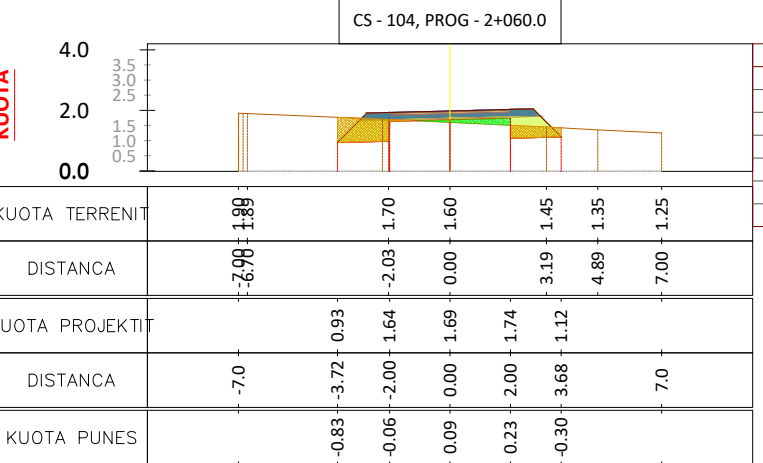 CS - 104, PROG - 2+060.0
KUOTA
4.0
3.5
3.0
2.5
2.0
1.5
1.0
0.5
0.0
KUOTA TERRENIT 1.90 1.89 1.70 1.60 1.45 1.35 1.25
DISTANCA -7.00 -6.70 -2.03 0.00 3.19 4.89 7.00
UOTA PROJEKTIT 0.93 1.64 1.69 1.74 1.12
DISTANCA -7.0 -3.72 -2.00 0.00 2.00 3.68 7.0
KUOTA PUNES -0.83 -0.06 0.09 0.23 -0.30